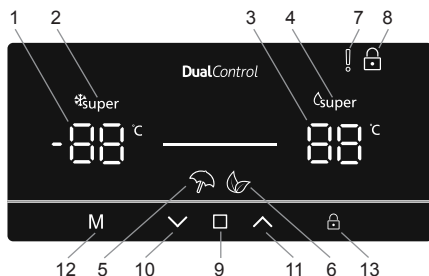 1 2 3 4 7 8
DualControl
super super
-88 °C 88 °C
M
12 5 10 9 11 6 13